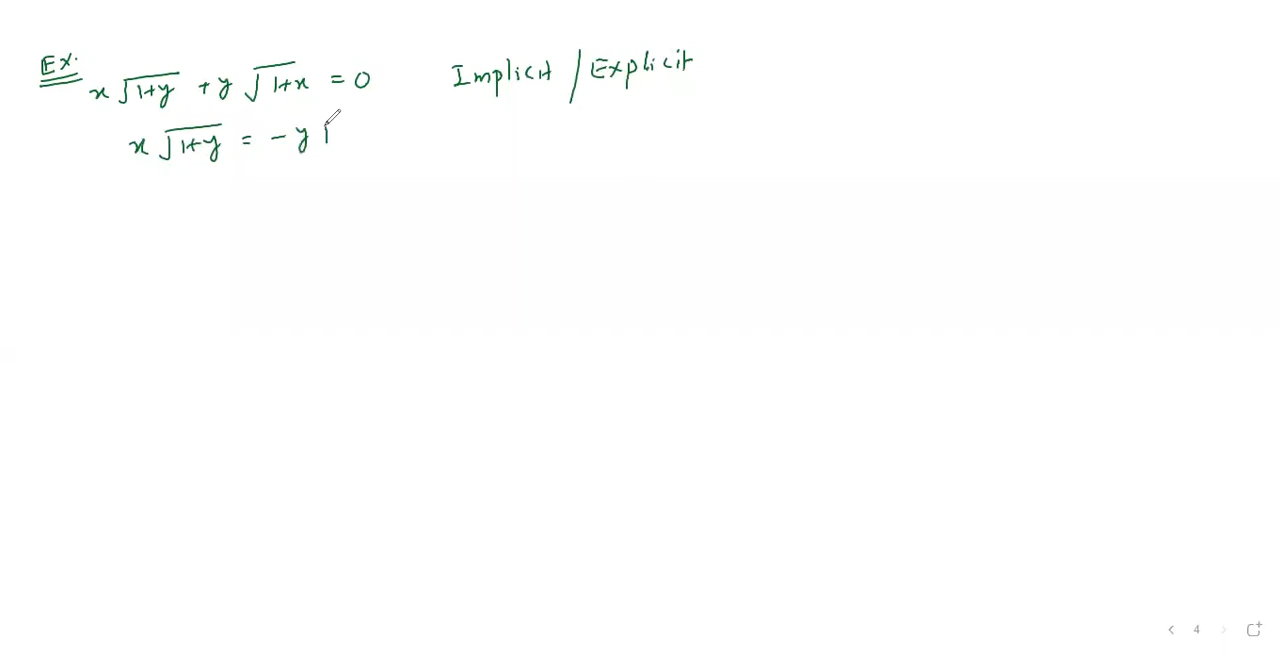 Ex.
x √1+y + y √1+x = 0 Implicit / Explicit
x √1+y = - y
4